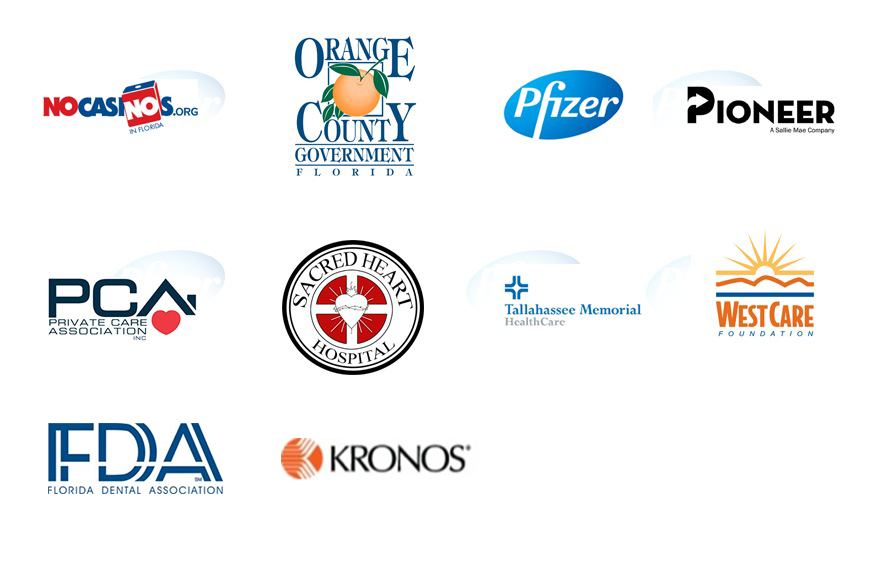 NOCASINOS.ORG
IN FLORIDA
ORANGE
COUNTY
GOVERNMENT
FLORIDA
Pfizer
PIONEER
A Sallie Mae Company
PCA
PRIVATE CARE
ASSOCIATION
INC
SACRED HEART
HOSPITAL
Tallahassee Memorial
HealthCare
WESTCARE
FOUNDATION
FDA
SM
FLORIDA DENTAL ASSOCIATION
KRONOS®